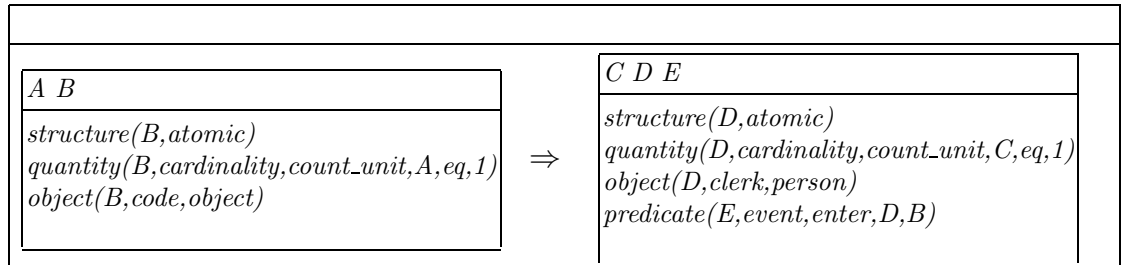 A B
structure(B,atomic)
quantity(B,cardinality,count_unit,A,eq,1)
object(B,code,object)
⇒
C D E
structure(D,atomic)
quantity(D,cardinality,count_unit,C,eq,1)
object(D,clerk,person)
predicate(E,event,enter,D,B)